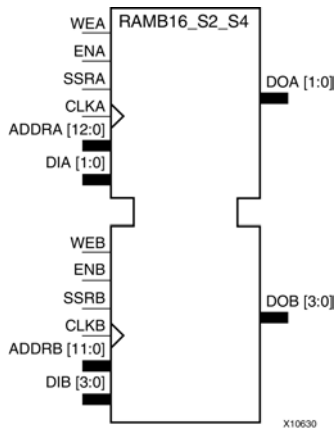 RAMB16_S2_S4
WEA
ENA
SSRA
CLKA
ADDRA [12:0]
DIA [1:0]
DOA [1:0]
WEB
ENB
SSRB
CLKB
ADDRB [11:0]
DIB [3:0]
DOB [3:0]
X10630